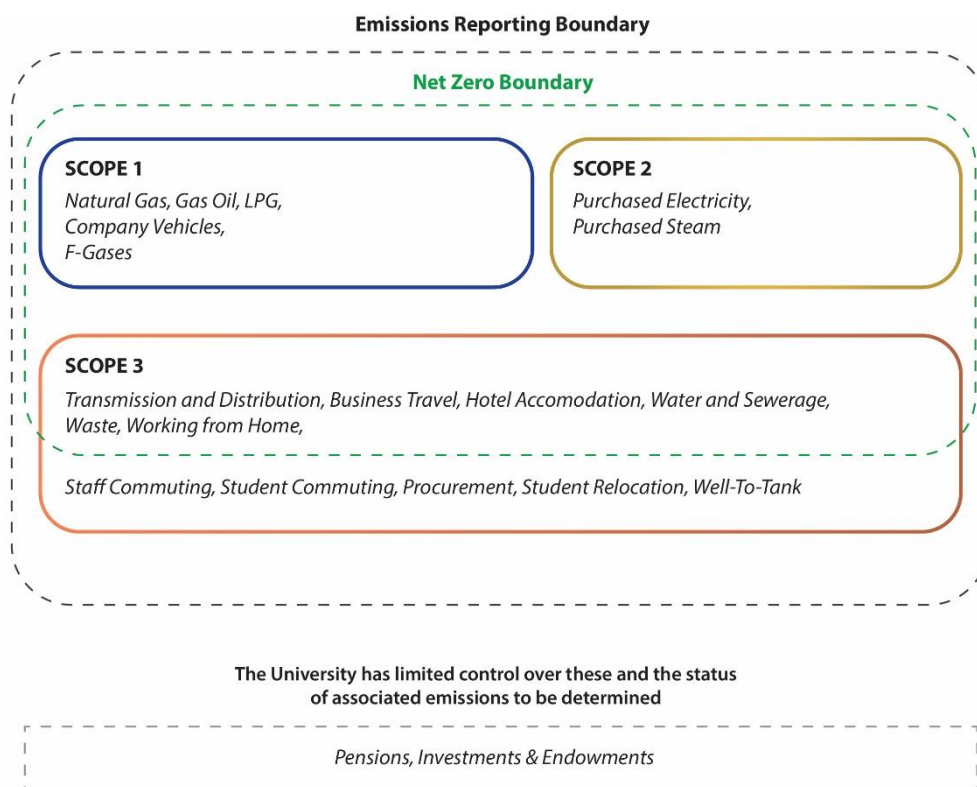 Emissions Reporting Boundary
Net Zero Boundary
SCOPE 1
Natural Gas, Gas Oil, LPG,
Company Vehicles,
F-Gases
SCOPE 2
Purchased Electricity,
Purchased Steam
SCOPE 3
Transmission and Distribution, Business Travel, Hotel Accomodation, Water and Sewerage,
Waste, Working from Home,
Staff Commuting, Student Commuting, Procurement, Student Relocation, Well-To-Tank
The University has limited control over these and the status
of associated emissions to be determined
Pensions, Investments & Endowments